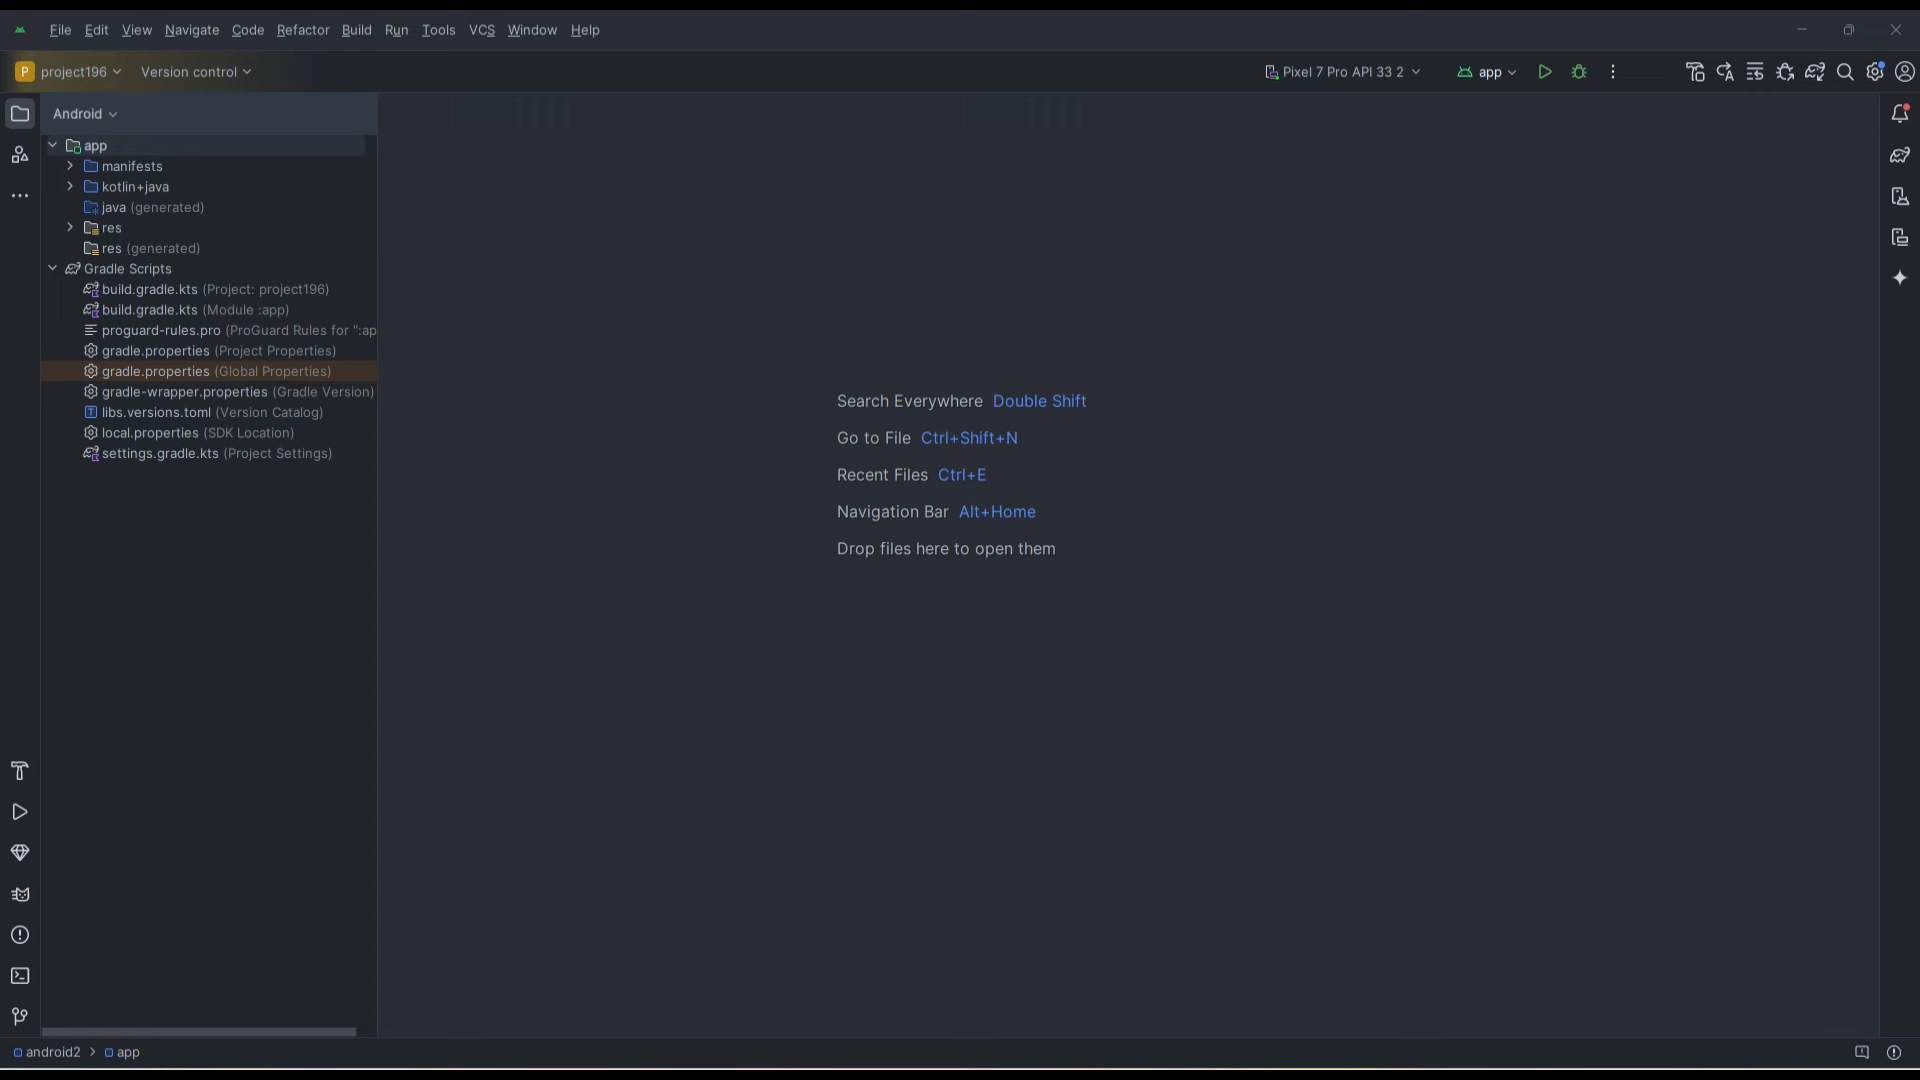 File Edit View Navigate Code Refactor Build Run Tools VCS Window Help
P project196 Version control Pixel 7 Pro API 33 2 app
Android
app
manifests
kotlin+java
java (generated)
res
res (generated)
Gradle Scripts
build.gradle.kts (Project: project196)
build.gradle.kts (Module :app)
proguard-rules.pro (ProGuard Rules for ":ap
gradle.properties (Project Properties)
gradle.properties (Global Properties)
gradle-wrapper.properties (Gradle Version)
libs.versions.toml (Version Catalog)
local.properties (SDK Location)
settings.gradle.kts (Project Settings)
Search Everywhere Double Shift
Go to File Ctrl+Shift+N
Recent Files Ctrl+E
Navigation Bar Alt+Home
Drop files here to open them
android2 > app